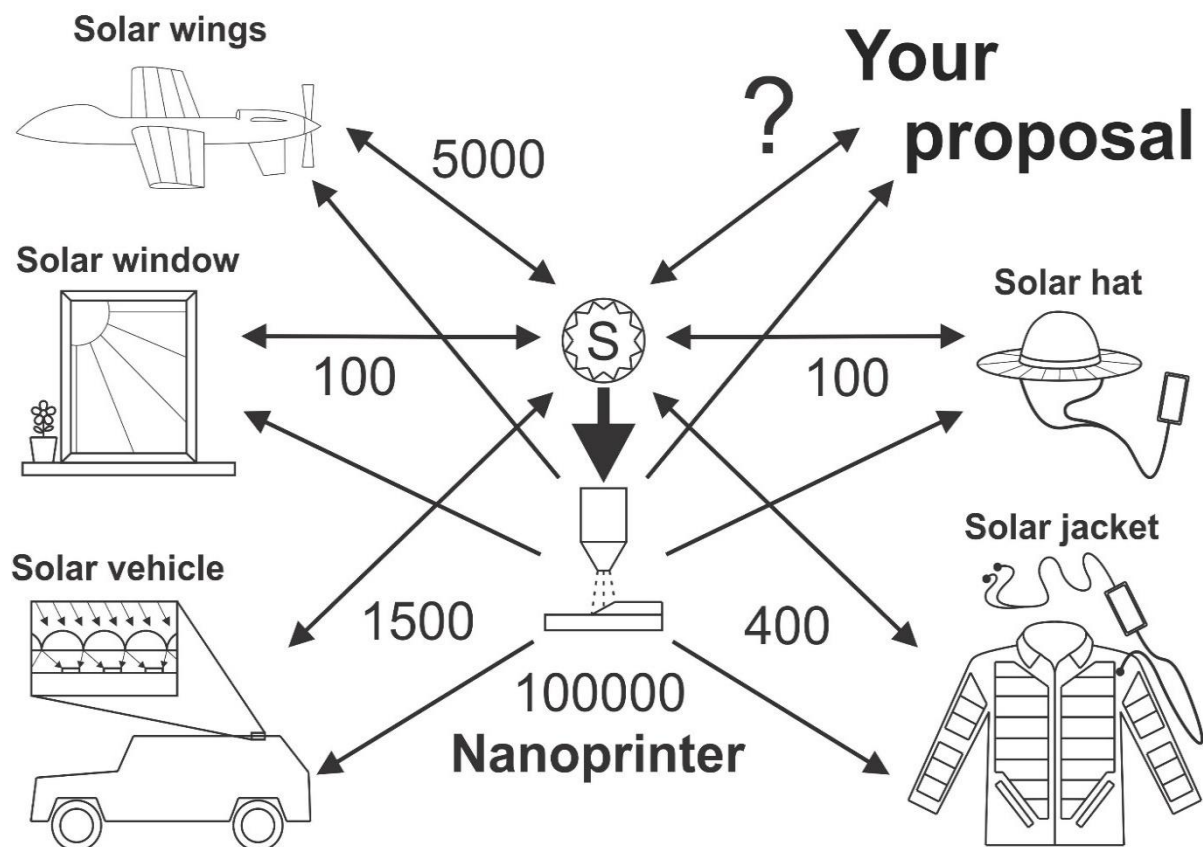 Solar wings
Your
proposal
?
5000
Solar window
Solar hat
S
100
100
Solar vehicle
Solar jacket
1500
400
100000
Nanoprinter